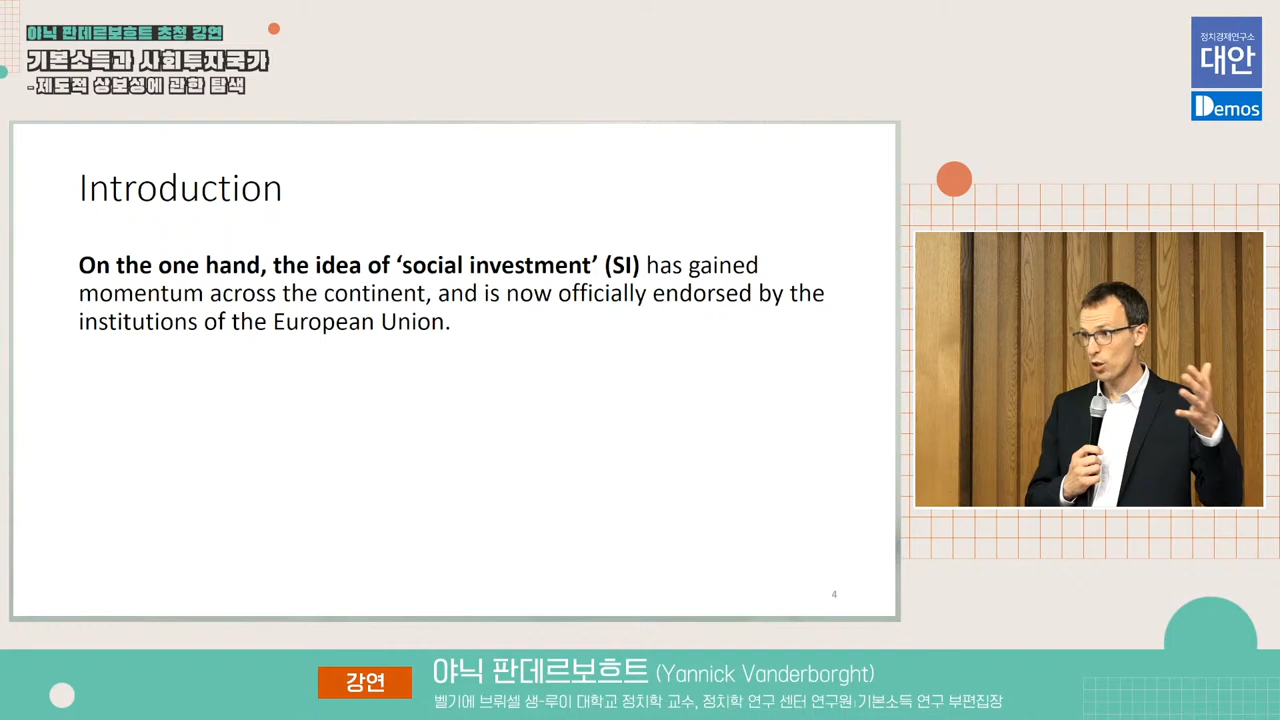 야닉 판데르보흐트 초청 강연
기본소득과 사회투자국가
-제도적 상보성에 관한 탐색
정치경제연구소
대안
Demos
Introduction
On the one hand, the idea of ‘social investment’ (SI) has gained
momentum across the continent, and is now officially endorsed by the
institutions of the European Union.
4
강연
야닉 판데르보흐트 (Yannick Vanderborght)
벨기에 브뤼셀 생-루이 대학교 정치학 교수, 정치학 연구 센터 연구원, 기본소득 연구 부편집장